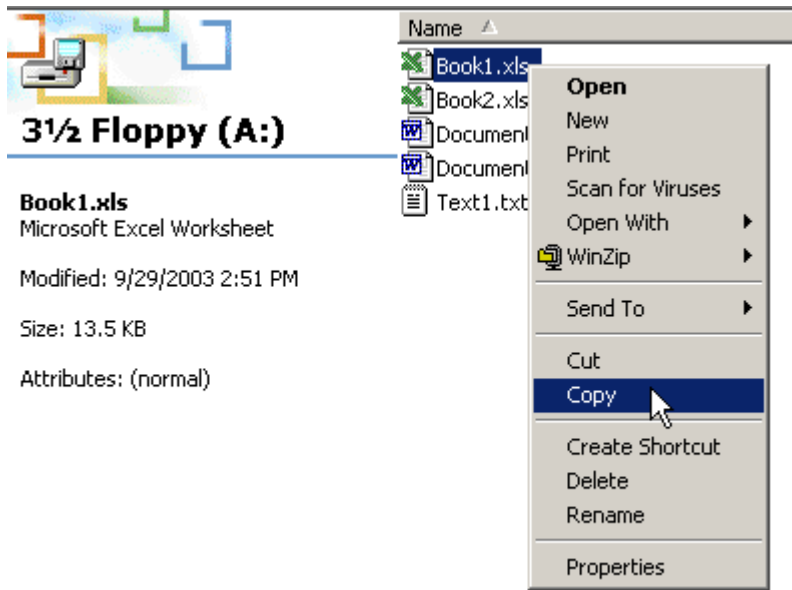 3½ Floppy (A:)
Book1.xls
Microsoft Excel Worksheet
Modified: 9/29/2003 2:51 PM
Size: 13.5 KB
Attributes: (normal)
Name
Book1.xls
Book2.xls
Document
Document
Text1.txt
Open
New
Print
Scan for Viruses
Open With
WinZip
Send To
Cut
Copy
Create Shortcut
Delete
Rename
Properties